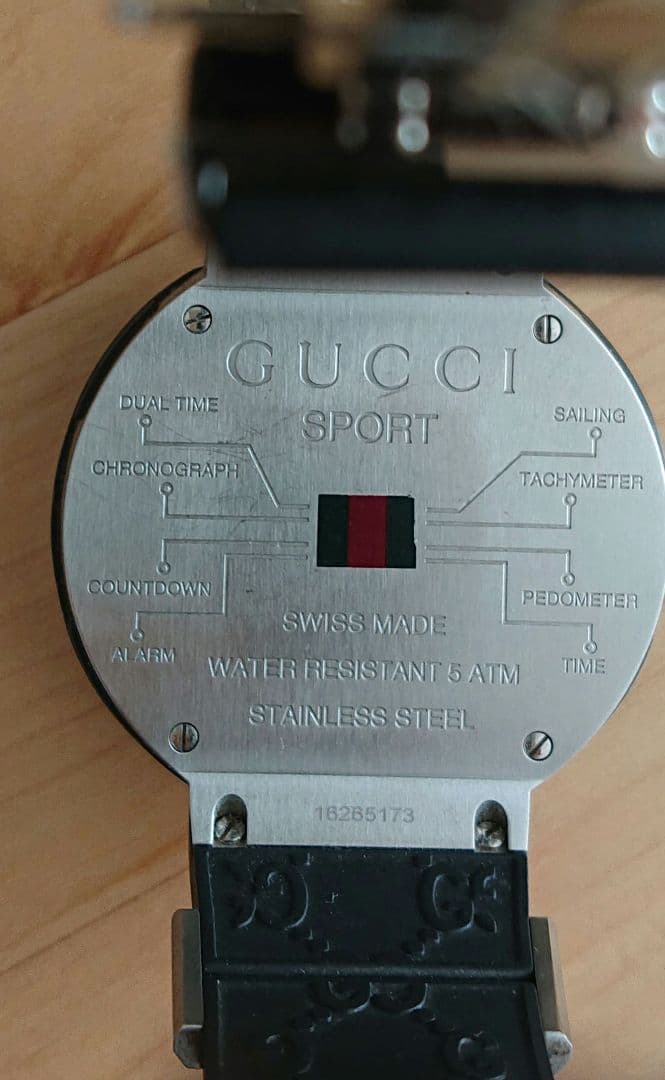 GUCCI
SPORT
DUAL TIME
CHRONOGRAPH
COUNTDOWN
ALARM
SAILING
TACHYMETER
PEDOMETER
TIME
SWISS MADE
WATER RESISTANT 5 ATM
STAINLESS STEEL
16265173